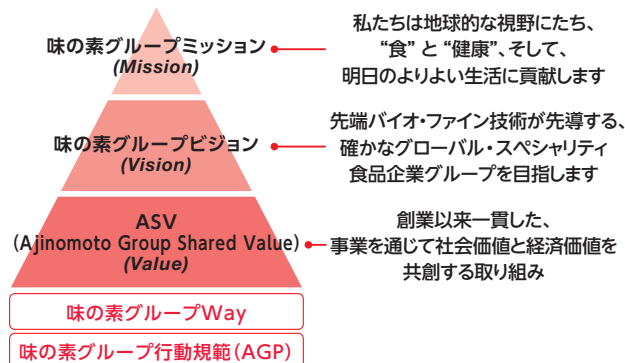 味の素グループミッション
(Mission)
私たちは地球的な視野にたち、
“食” と “健康”、そして、
明日のよりよい生活に貢献します
味の素グループビジョン
(Vision)
先端バイオ・ファイン技術が先導する、
確かなグローバル・スペシャリティ
食品企業グループを目指します
ASV
(Ajinomoto Group Shared Value)
(Value)
創業以来一貫した、
事業を通じて社会価値と経済価値を
共創する取り組み
味の素グループWay
味の素グループ行動規範(AGP)